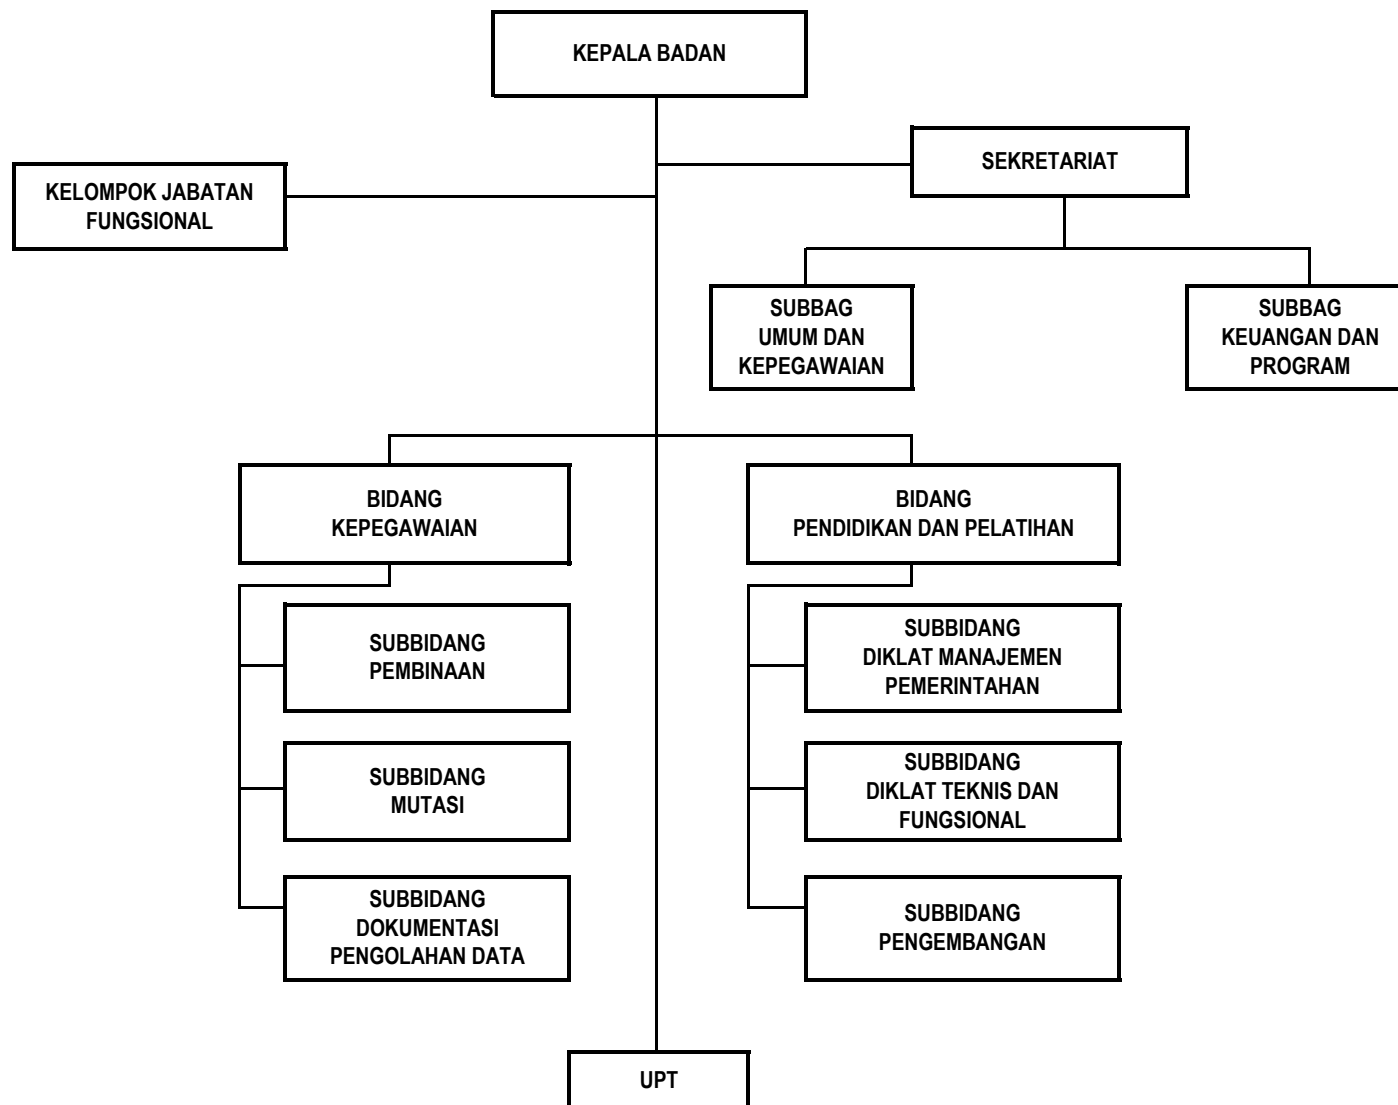 KEPALA BADAN
SEKRETARIAT
KELOMPOK JABATAN
FUNGSIONAL
SUBBAG
UMUM DAN
KEPEGAWAIAN
SUBBAG
KEUANGAN DAN
PROGRAM
BIDANG
KEPEGAWAIAN
BIDANG
PENDIDIKAN DAN PELATIHAN
SUBBIDANG
PEMBINAAN
SUBBIDANG
DIKLAT MANAJEMEN
PEMERINTAHAN
SUBBIDANG
MUTASI
SUBBIDANG
DIKLAT TEKNIS DAN
FUNGSIONAL
SUBBIDANG
DOKUMENTASI
PENGOLAHAN DATA
SUBBIDANG
PENGEMBANGAN
UPT